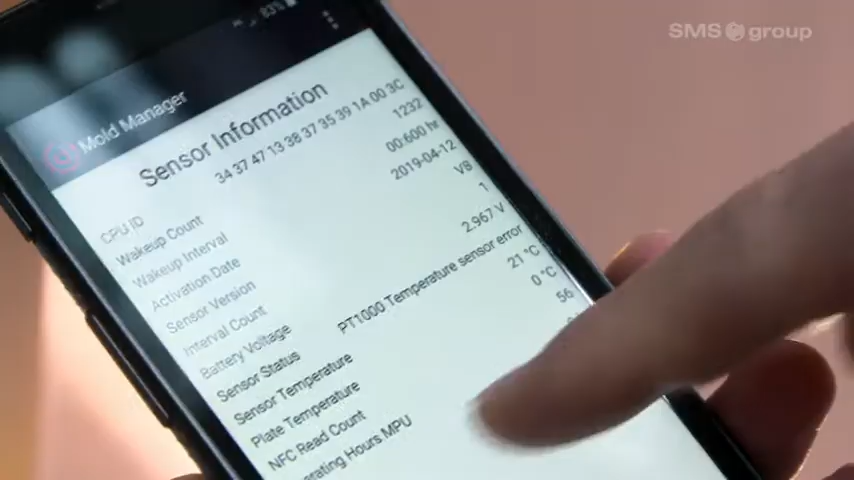 SMS group
83%
Mold Manager
Sensor Information
CPU ID 34 37 47 13 38 37 35 39 1A 00 3C
Wakeup Count 1232
Wakeup Interval 00:600 hr
Activation Date 2019-04-12
Sensor Version V8
Interval Count 1
Battery Voltage 2.967 V
Sensor Status PT1000 Temperature sensor error
Sensor Temperature 21 °C
Plate Temperature 0 °C
NFC Read Count 56
Hours MPU